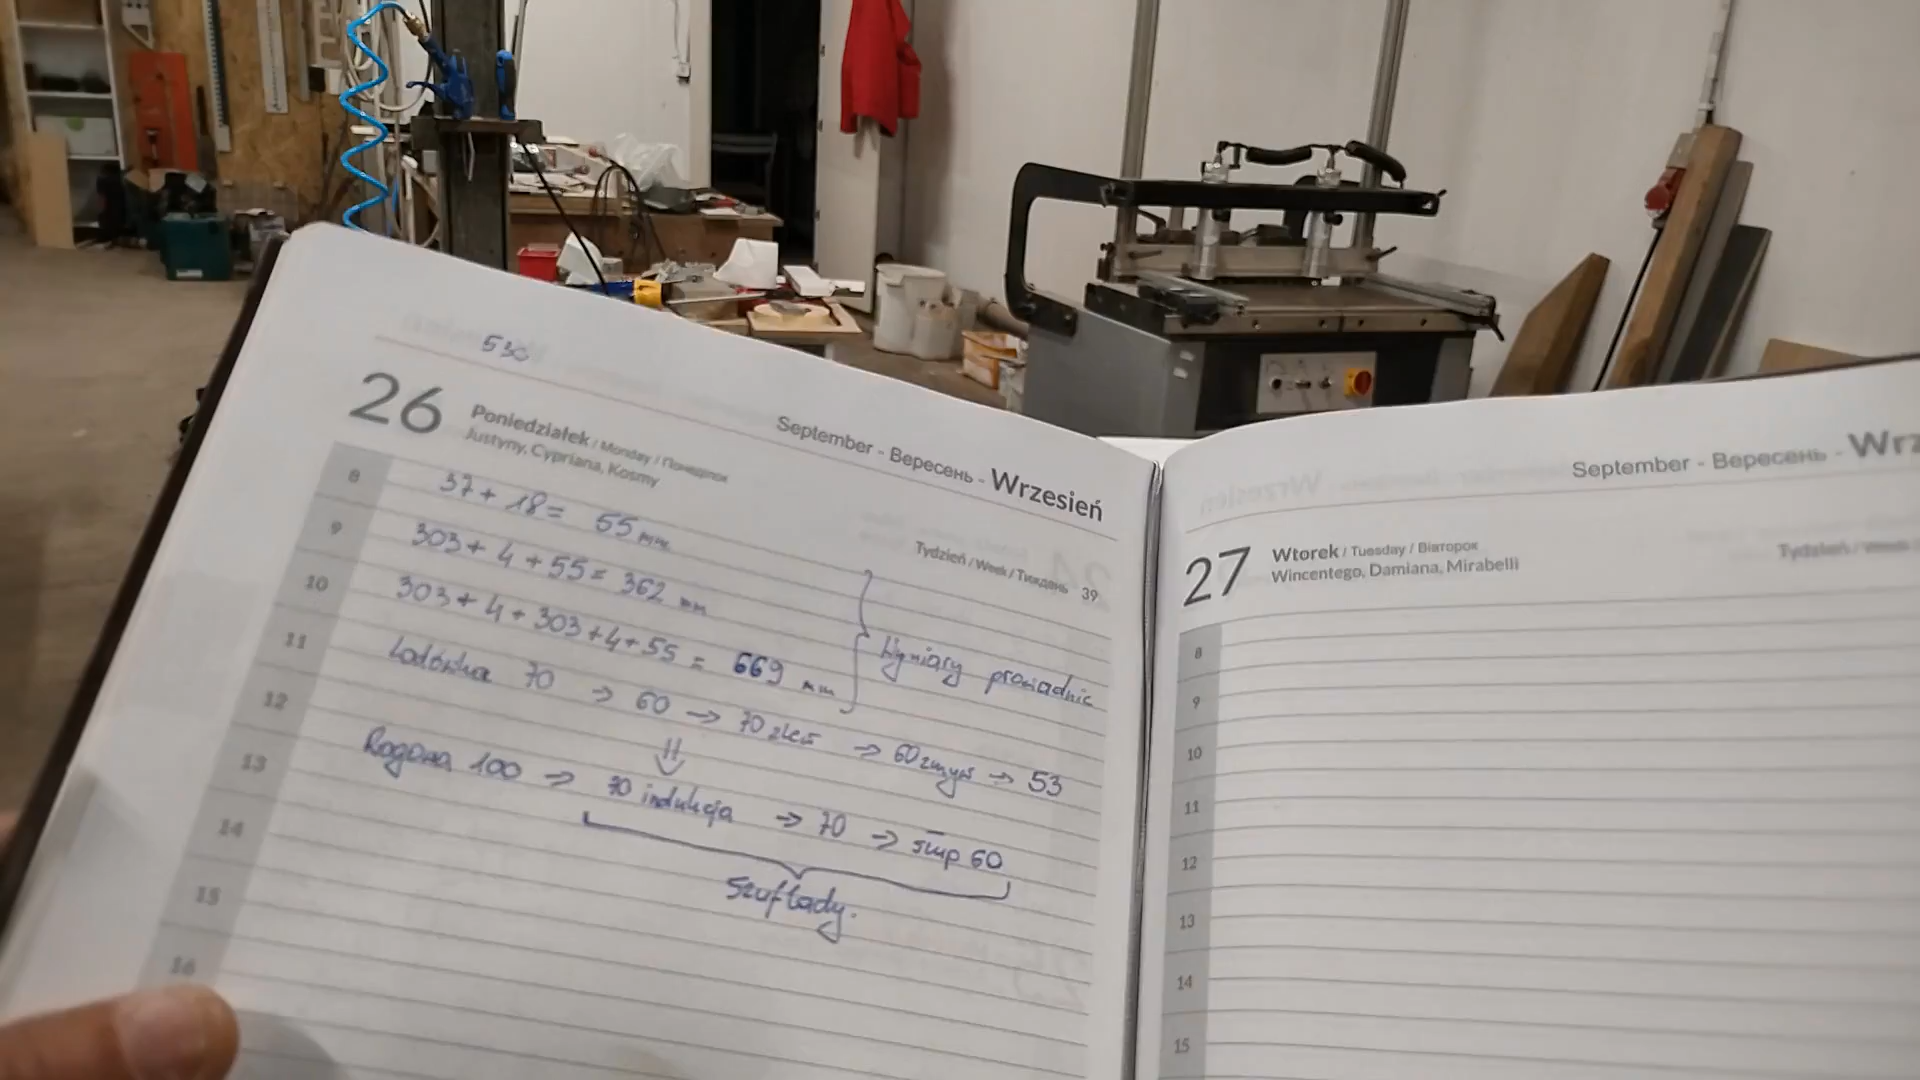 530
26
Poniedziałek / Monday / Понеділок
Justyny, Cypriana, Kosmy
September - Вересень - Wrzesień
Tydzień / Week / Тиждень 39
8
37 + 18 = 55 mm
9
303 + 4 + 55 = 362 mm
10
303 + 4 + 303 + 4 + 55 = 669 mm
Wymiary prowadnic
11
Lodówka 70 → 60 → 70 zlew → 60 zmyw → 53
12
⇓
Rogowa 100 → 70 indukcja → 70 → słup 60
13
szuflady.
14
15
16
September - Вересень - Wrz
27
Wtorek / Tuesday / Вівторок
Wincentego, Damiana, Mirabelli
Tydzień / Week /
8
9
10
11
12
13
14
15